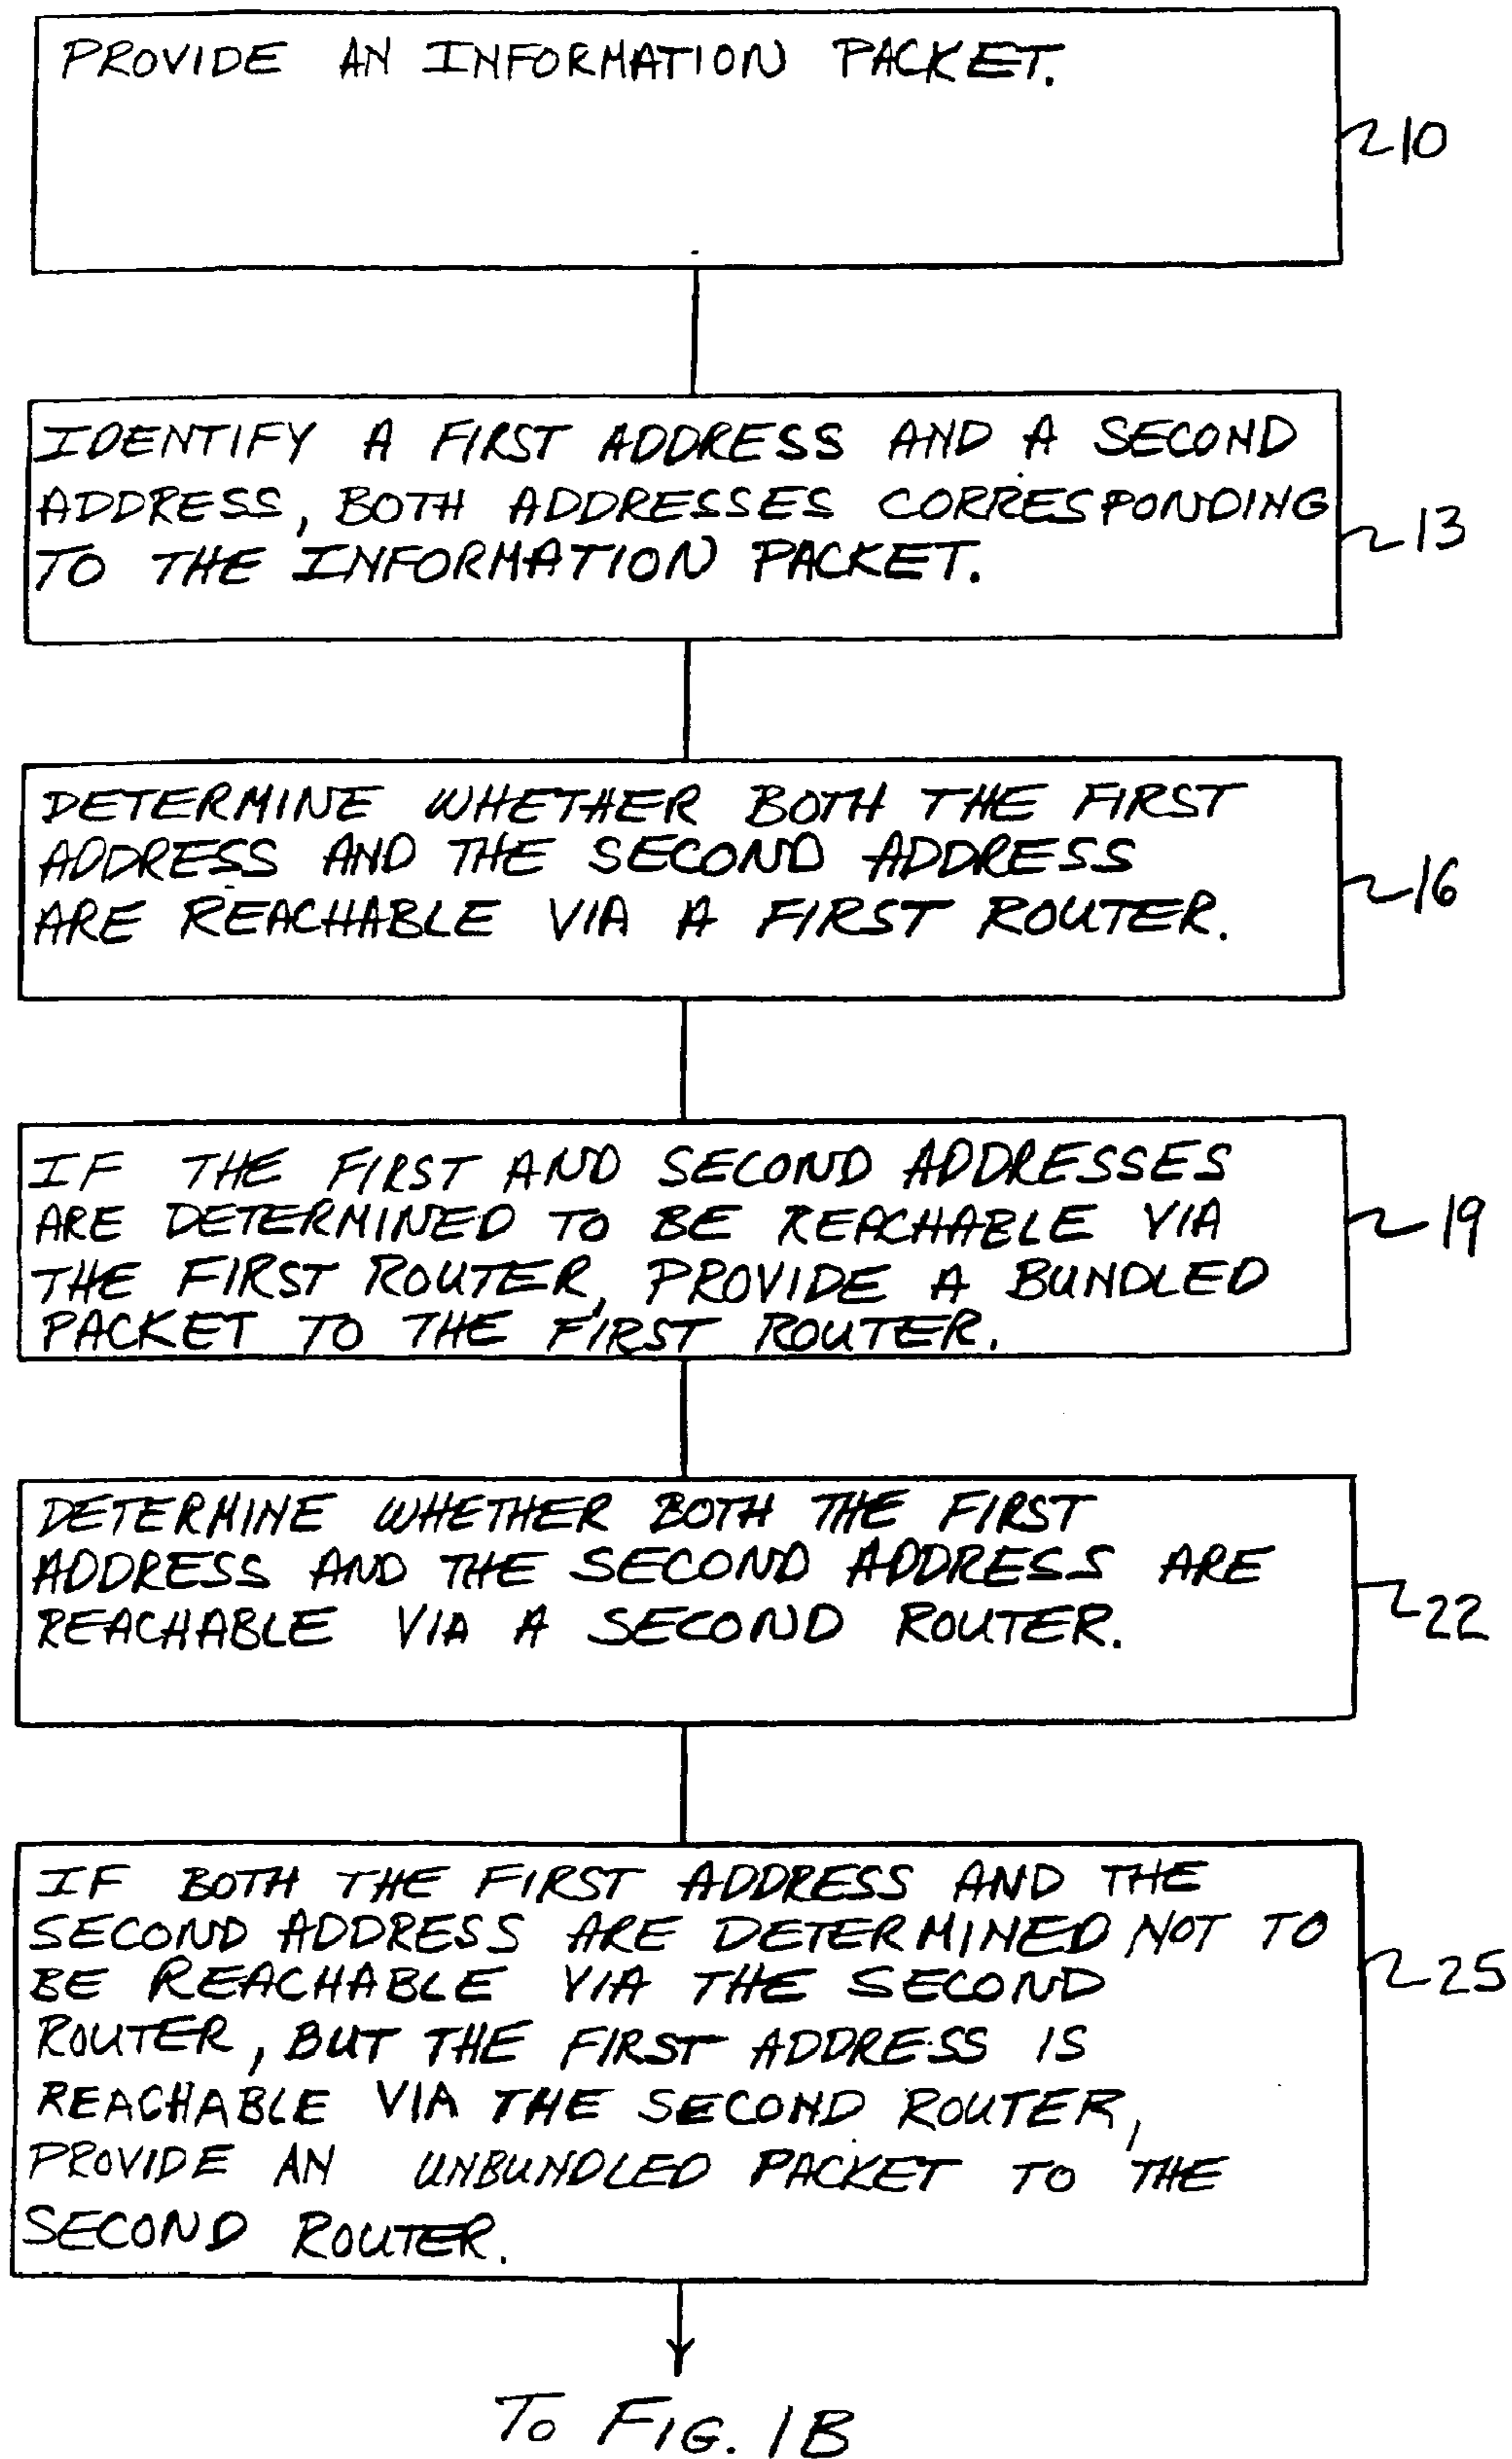 PROVIDE AN INFORMATION PACKET.
10
IDENTIFY A FIRST ADDRESS AND A SECOND
ADDRESS, BOTH ADDRESSES CORRESPONDING
TO THE INFORMATION PACKET.
13
DETERMINE WHETHER BOTH THE FIRST
ADDRESS AND THE SECOND ADDRESS
ARE REACHABLE VIA A FIRST ROUTER.
16
IF THE FIRST AND SECOND ADDRESSES
ARE DETERMINED TO BE REACHABLE VIA
THE FIRST ROUTER, PROVIDE A BUNDLED
PACKET TO THE FIRST ROUTER.
19
DETERMINE WHETHER BOTH THE FIRST
ADDRESS AND THE SECOND ADDRESS ARE
REACHABLE VIA A SECOND ROUTER.
22
IF BOTH THE FIRST ADDRESS AND THE
SECOND ADDRESS ARE DETERMINED NOT TO
BE REACHABLE VIA THE SECOND
ROUTER, BUT THE FIRST ADDRESS IS
REACHABLE VIA THE SECOND ROUTER,
PROVIDE AN UNBUNDLED PACKET TO THE
SECOND ROUTER.
25
TO FIG. 1B